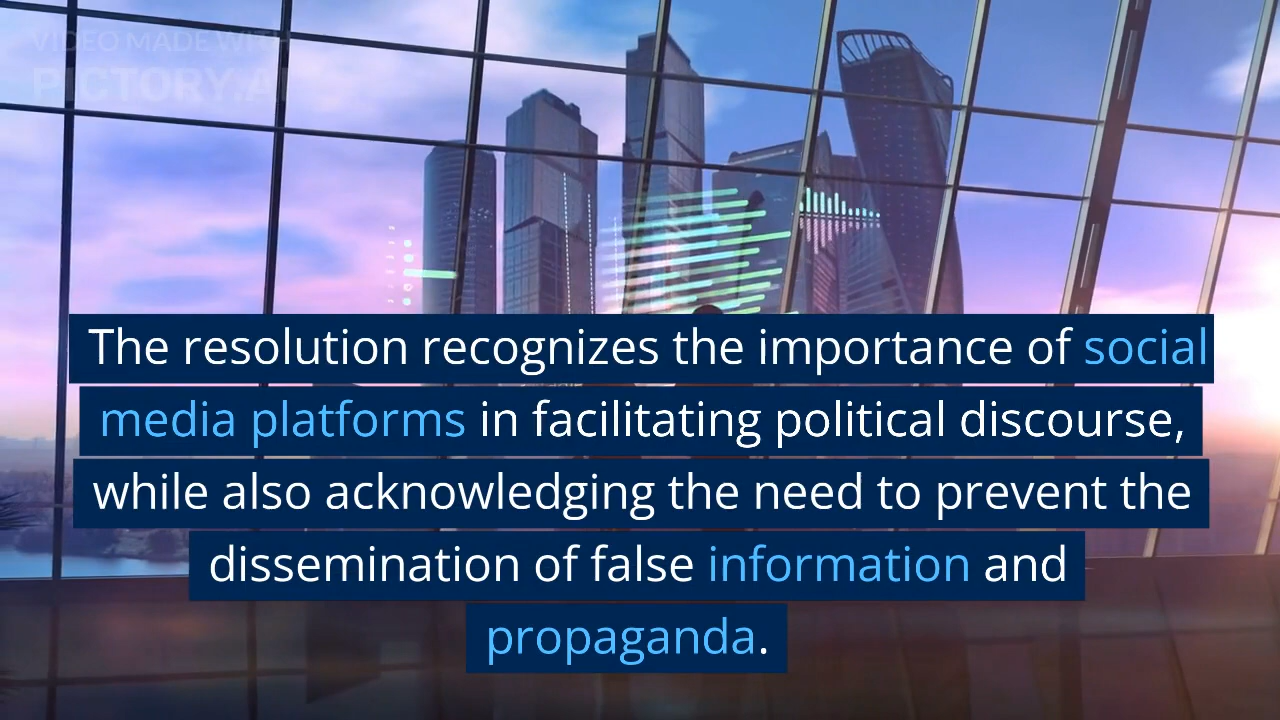 VIDEO MADE WITH
PICTORY.AI
The resolution recognizes the importance of social
media platforms in facilitating political discourse,
while also acknowledging the need to prevent the
dissemination of false information and
propaganda.